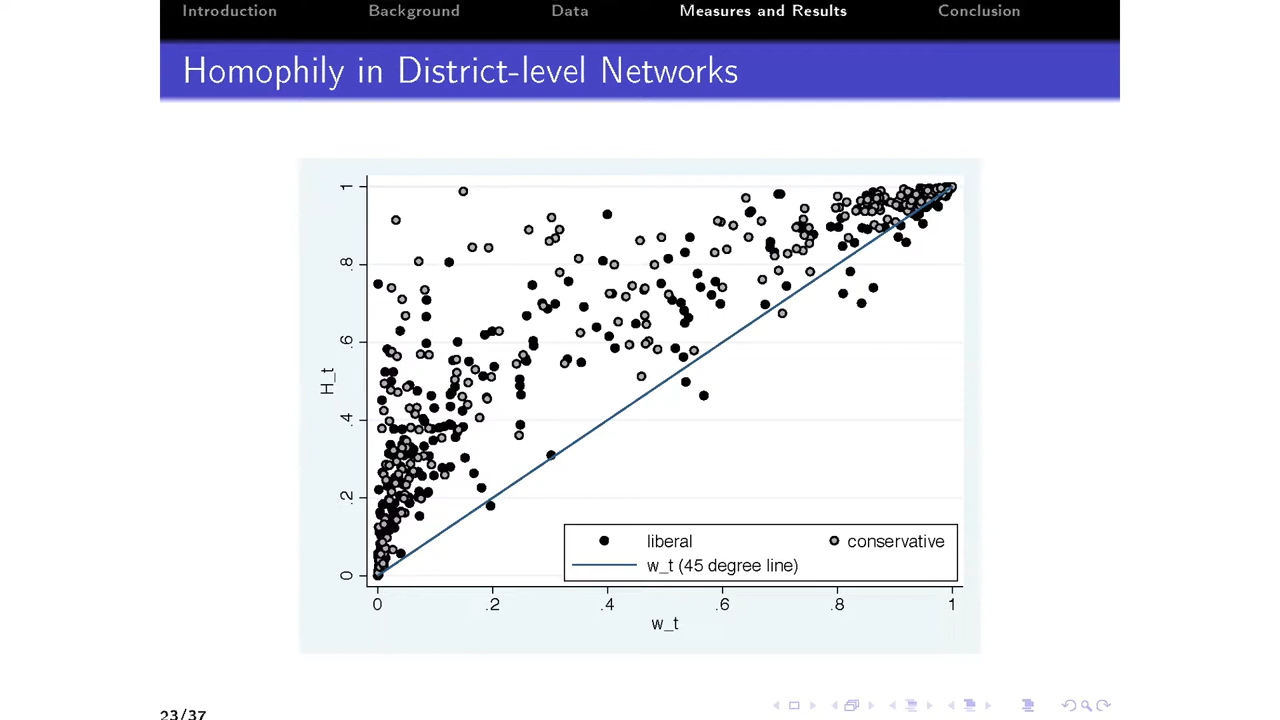 Introduction Background Data Measures and Results Conclusion
Homophily in District-level Networks
1
.8
.6
.4
.2
0
H_t
liberal conservative
w_t (45 degree line)
0 .2 .4 .6 .8 1
w_t
23/37